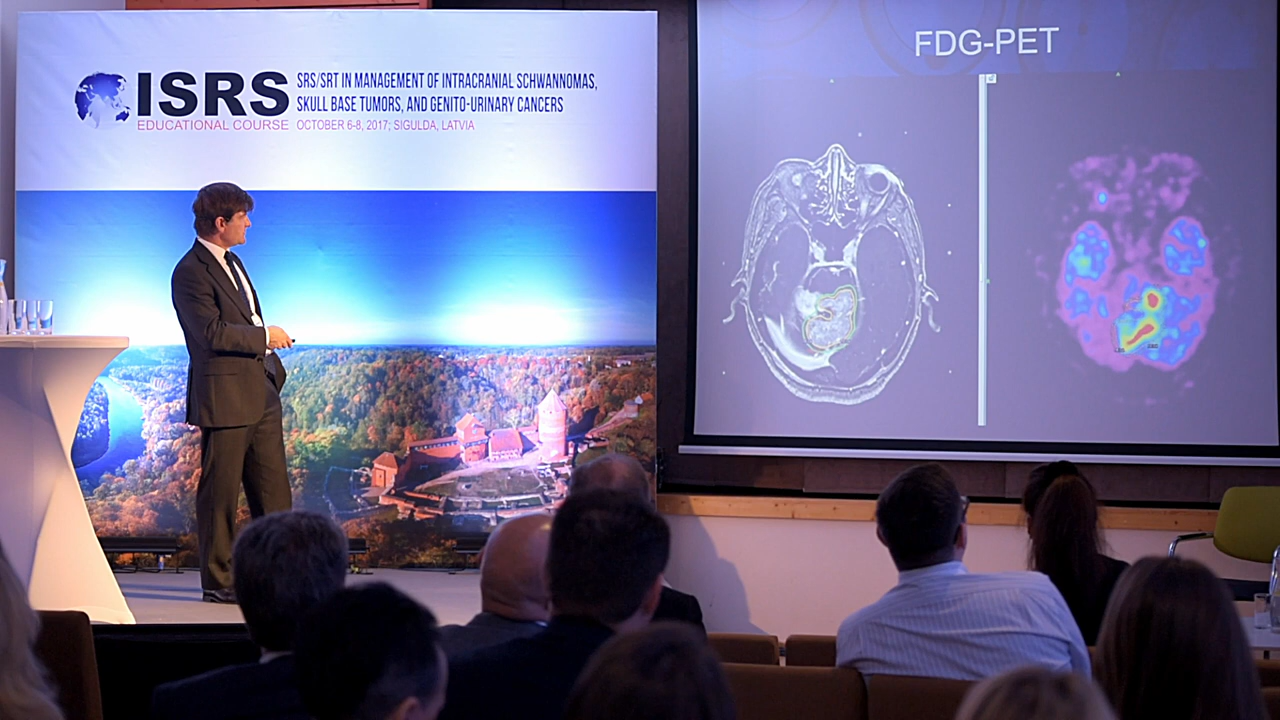 ISRS
EDUCATIONAL COURSE
SRS/SRT IN MANAGEMENT OF INTRACRANIAL SCHWANNOMAS,
SKULL BASE TUMORS, AND GENITO-URINARY CANCERS
OCTOBER 6-8, 2017; SIGULDA, LATVIA
FDG-PET